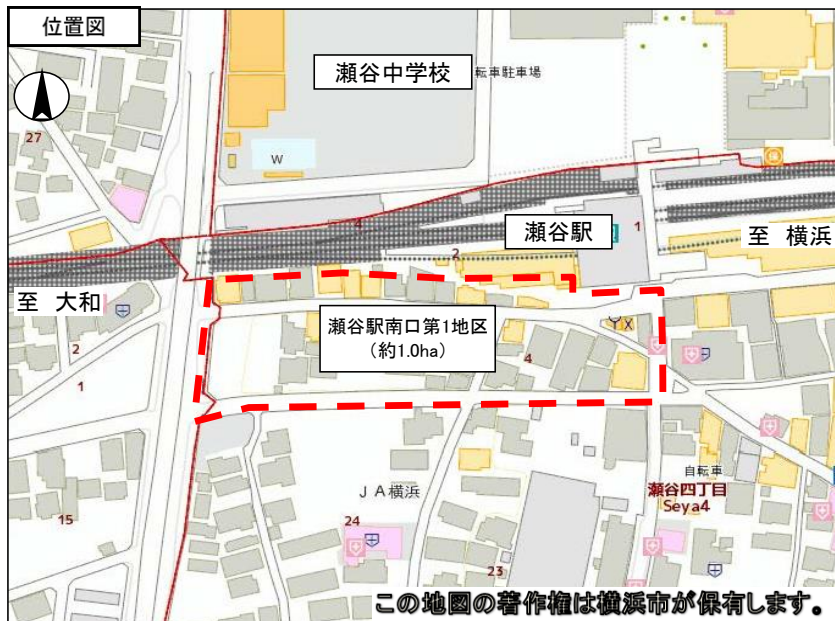 位置図
瀬谷中学校
転車駐車場
27
W
4
1
瀬谷駅
2
至 横浜
至 大和
瀬谷駅南口第1地区
（約1.0ha）
4
2
1
自転車
ＪＡ横浜
瀬谷四丁目
Seya4
15
24
23
この地図の著作権は横浜市が保有します。